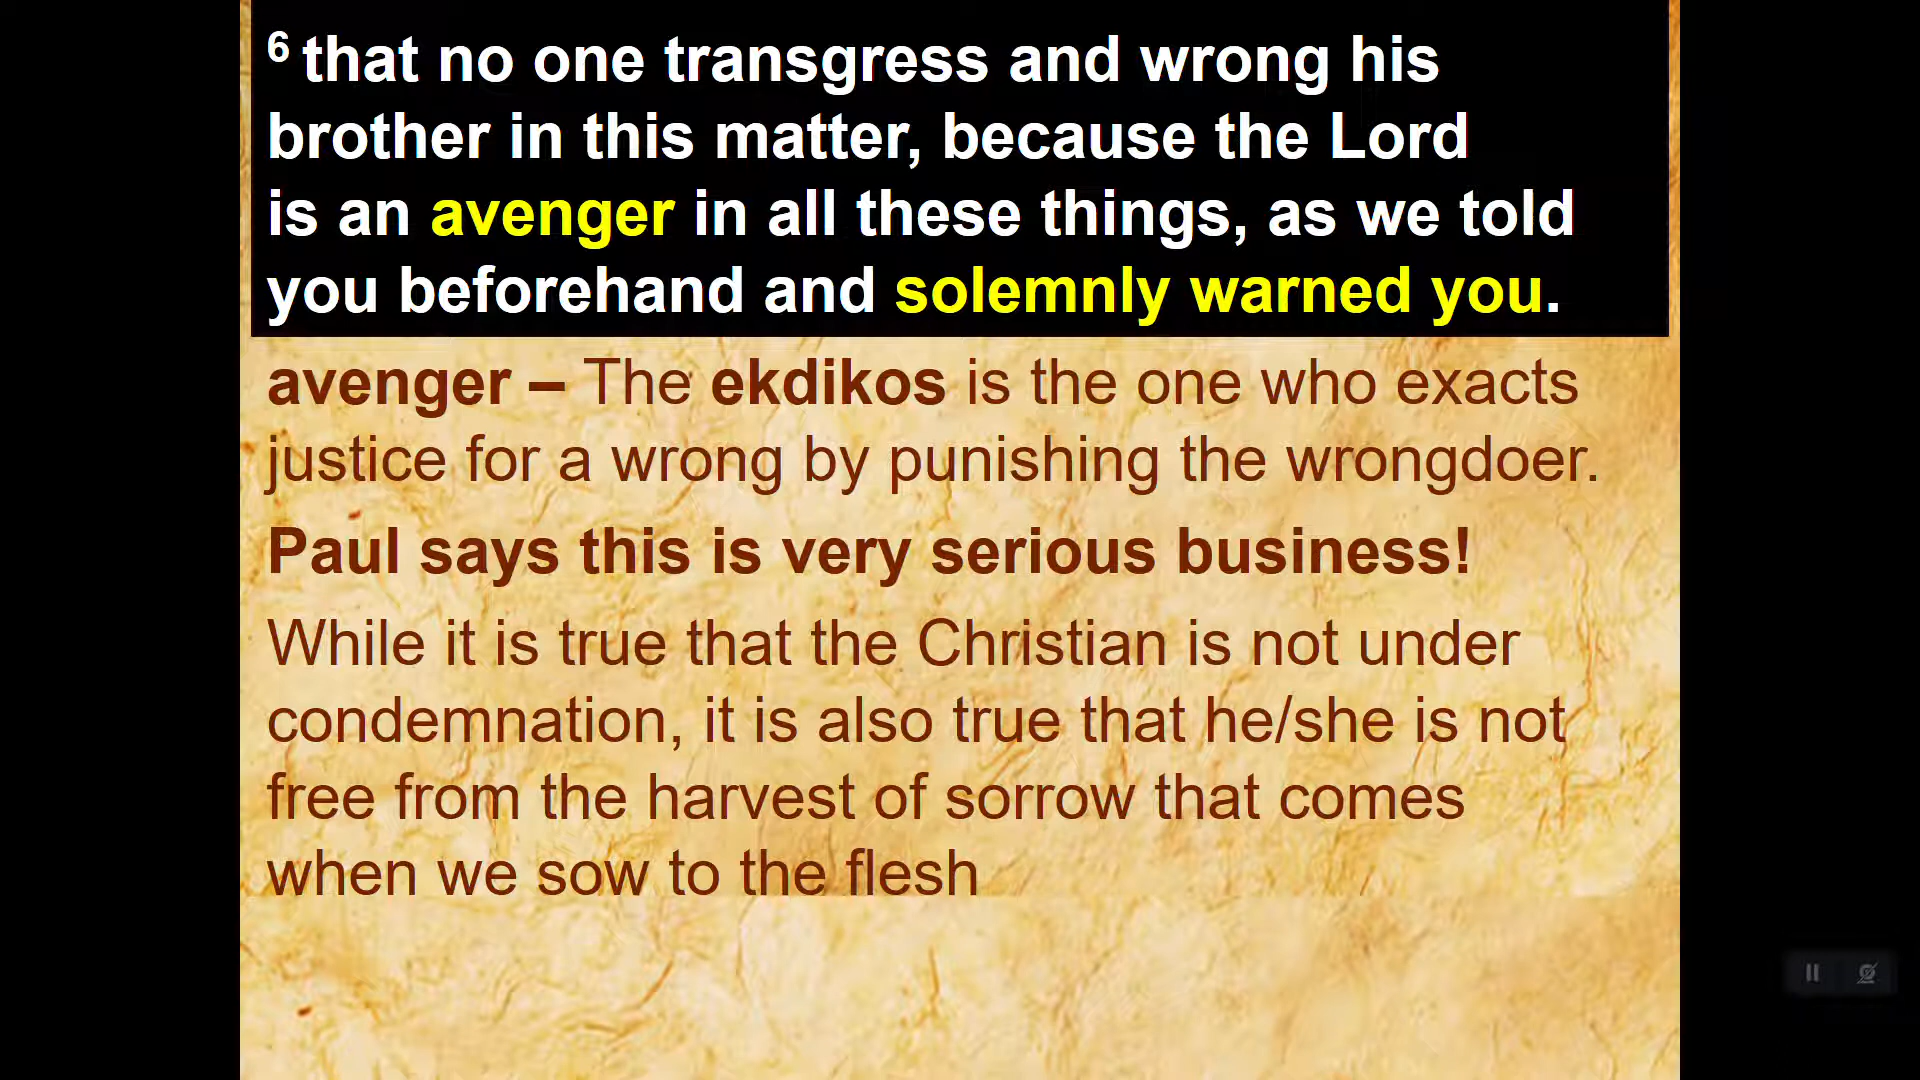 6 that no one transgress and wrong his
brother in this matter, because the Lord
is an avenger in all these things, as we told
you beforehand and solemnly warned you.
avenger – The ekdikos is the one who exacts
justice for a wrong by punishing the wrongdoer.
Paul says this is very serious business!
While it is true that the Christian is not under
condemnation, it is also true that he/she is not
free from the harvest of sorrow that comes
when we sow to the flesh